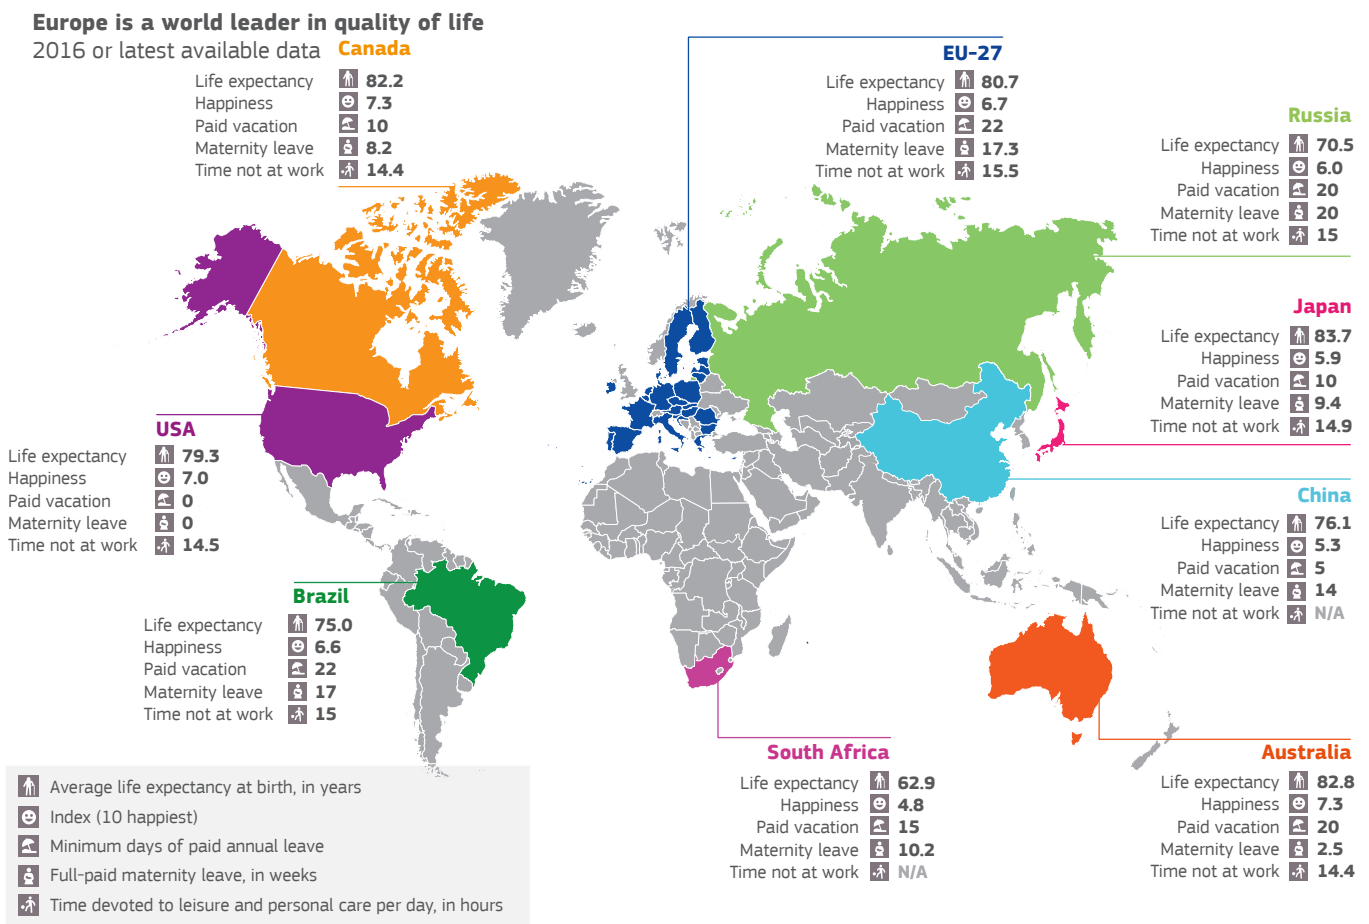 Europe is a world leader in quality of life
2016 or latest available data
Canada
Life expectancy 82.2
Happiness 7.3
Paid vacation 10
Maternity leave 8.2
Time not at work 14.4
EU-27
Life expectancy 80.7
Happiness 6.7
Paid vacation 22
Maternity leave 17.3
Time not at work 15.5
Russia
Life expectancy 70.5
Happiness 6.0
Paid vacation 20
Maternity leave 20
Time not at work 15
Japan
Life expectancy 83.7
Happiness 5.9
Paid vacation 10
Maternity leave 9.4
Time not at work 14.9
USA
Life expectancy 79.3
Happiness 7.0
Paid vacation 0
Maternity leave 0
Time not at work 14.5
China
Life expectancy 76.1
Happiness 5.3
Paid vacation 5
Maternity leave 14
Time not at work N/A
Brazil
Life expectancy 75.0
Happiness 6.6
Paid vacation 22
Maternity leave 17
Time not at work 15
South Africa
Life expectancy 62.9
Happiness 4.8
Paid vacation 15
Maternity leave 10.2
Time not at work N/A
Australia
Life expectancy 82.8
Happiness 7.3
Paid vacation 20
Maternity leave 2.5
Time not at work 14.4
Average life expectancy at birth, in years
Index (10 happiest)
Minimum days of paid annual leave
Full-paid maternity leave, in weeks
Time devoted to leisure and personal care per day, in hours